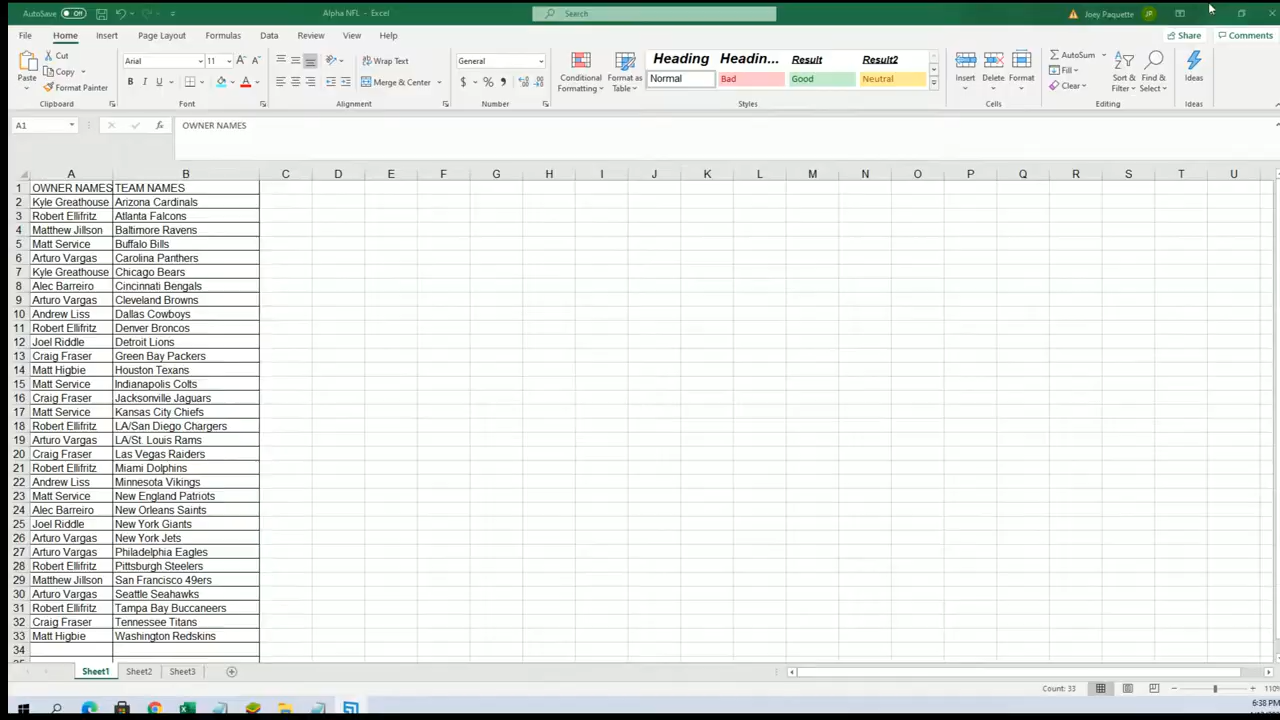 AutoSave Off Alpha NFL - Excel Search Joey Paquette JP
File Home Insert Page Layout Formulas Data Review View Help Share Comments
Paste Cut Copy Format Painter Clipboard
Arial 11 B I U A Font
Wrap Text Merge & Center Alignment
General $ % Number
Conditional Formatting Format as Table
Heading Headin... Result Result2
Normal Bad Good Neutral Styles
Insert Delete Format Cells
AutoSum Fill Clear Sort & Filter Find & Select Editing
Ideas Ideas
A1 fx OWNER NAMES
A B C D E F G H I J K L M N O P Q R S T U
1 OWNER NAMES TEAM NAMES
2 Kyle Greathouse Arizona Cardinals
3 Robert Ellifritz Atlanta Falcons
4 Matthew Jillson Baltimore Ravens
5 Matt Service Buffalo Bills
6 Arturo Vargas Carolina Panthers
7 Kyle Greathouse Chicago Bears
8 Alec Barreiro Cincinnati Bengals
9 Arturo Vargas Cleveland Browns
10 Andrew Liss Dallas Cowboys
11 Robert Ellifritz Denver Broncos
12 Joel Riddle Detroit Lions
13 Craig Fraser Green Bay Packers
14 Matt Higbie Houston Texans
15 Matt Service Indianapolis Colts
16 Craig Fraser Jacksonville Jaguars
17 Matt Service Kansas City Chiefs
18 Robert Ellifritz LA/San Diego Chargers
19 Arturo Vargas LA/St. Louis Rams
20 Craig Fraser Las Vegas Raiders
21 Robert Ellifritz Miami Dolphins
22 Andrew Liss Minnesota Vikings
23 Matt Service New England Patriots
24 Alec Barreiro New Orleans Saints
25 Joel Riddle New York Giants
26 Arturo Vargas New York Jets
27 Arturo Vargas Philadelphia Eagles
28 Robert Ellifritz Pittsburgh Steelers
29 Matthew Jillson San Francisco 49ers
30 Arturo Vargas Seattle Seahawks
31 Robert Ellifritz Tampa Bay Buccaneers
32 Craig Fraser Tennessee Titans
33 Matt Higbie Washington Redskins
34
Sheet1 Sheet2 Sheet3
Count: 33 110%
6:38 PM